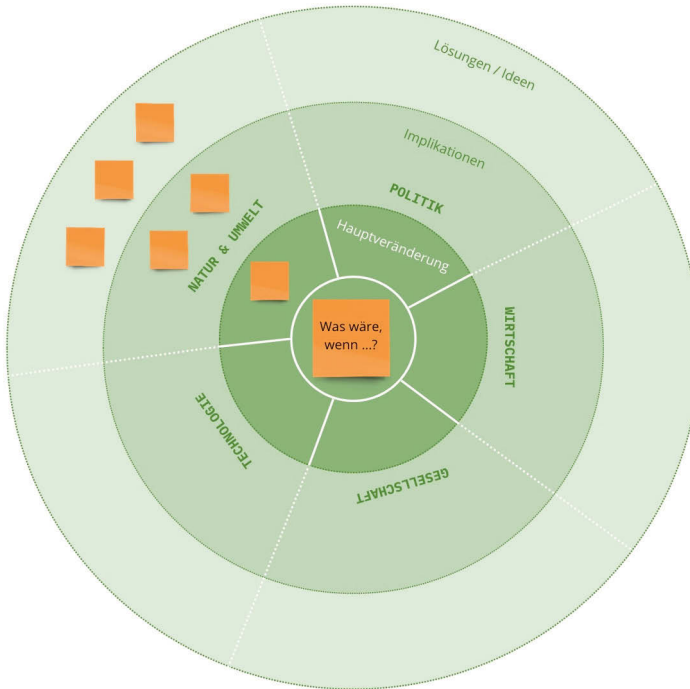 Lösungen / Ideen
Implikationen
POLITIK
Hauptveränderung
NATUR & UMWELT
Was wäre,
wenn ...?
WIRTSCHAFT
TECHNOLOGIE
GESELLSCHAFT